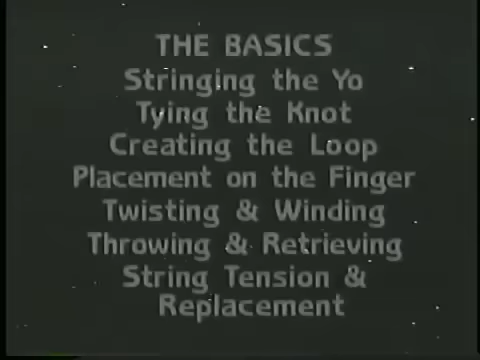 THE BASICS
Stringing the Yo
Tying the Knot
Creating the Loop
Placement on the Finger
Twisting & Winding
Throwing & Retrieving
String Tension &
Replacement